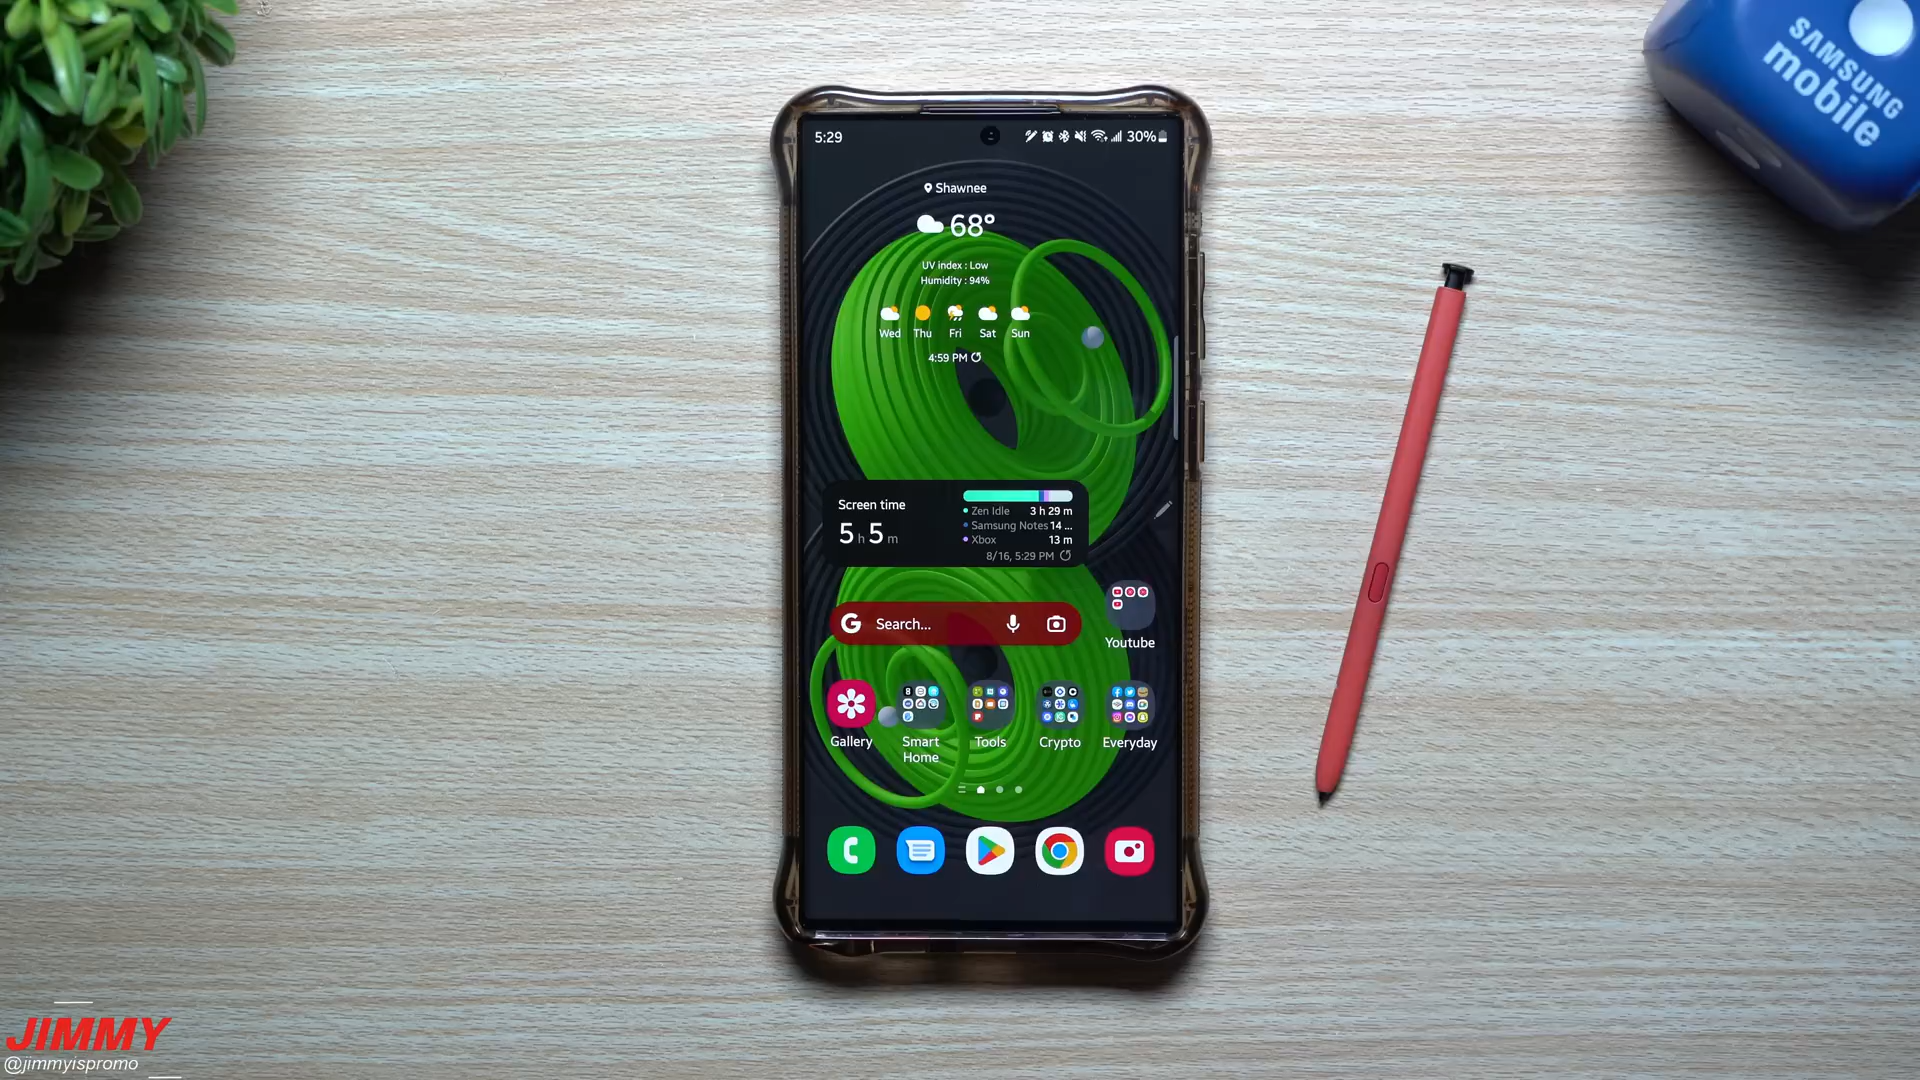 SAMSUNG
mobile
5:29
30%
Shawnee
68°
UV index : Low
Humidity : 94%
Wed Thu Fri Sat Sun
4:59 PM
Screen time
5 h 5 m
Zen Idle 3 h 29 m
Samsung Notes 14 ...
Xbox 13 m
8/16, 5:29 PM
G Search...
Youtube
Gallery
Smart Home
Tools
Crypto
Everyday
JIMMY
@jimmyispromo